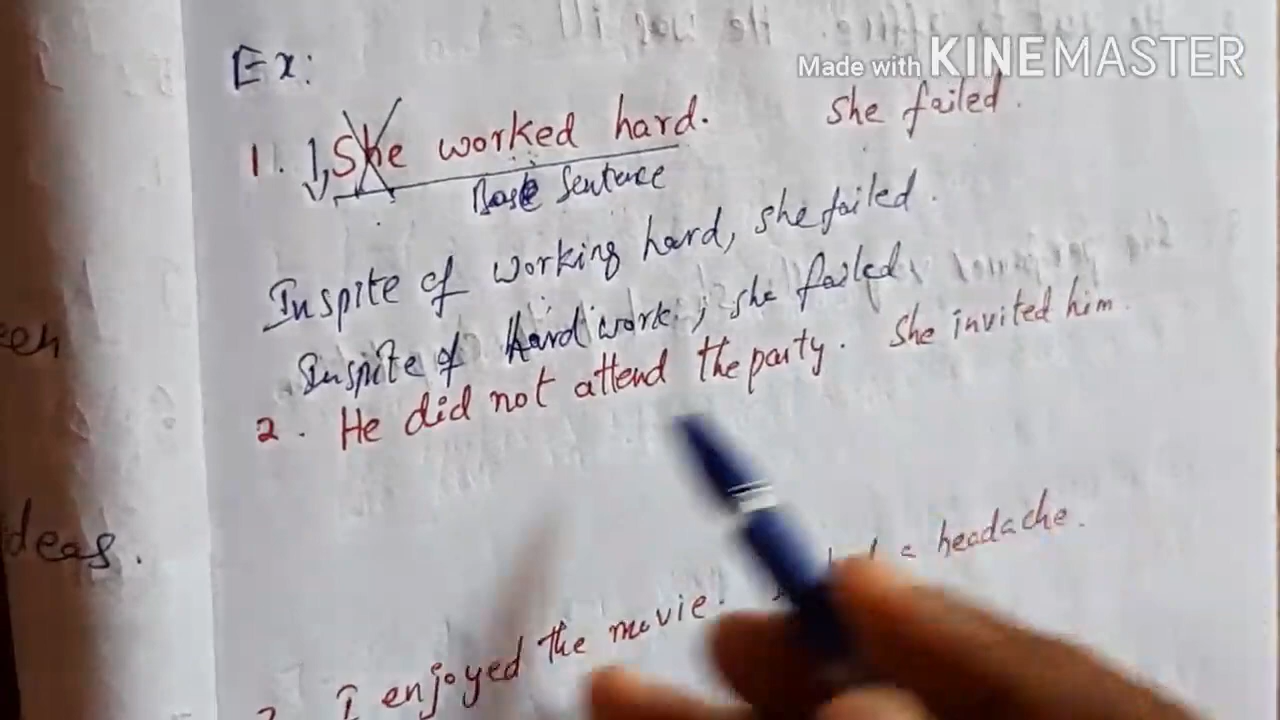 Made with KINEMASTER
Ex:
1. She worked hard. She failed.
Base Sentence
Inspite of working hard, she failed.
Inspite of Hard work, she failed
2. He did not attend the party. She invited him.
een
deas.
a headache.
I enjoyed the movie.